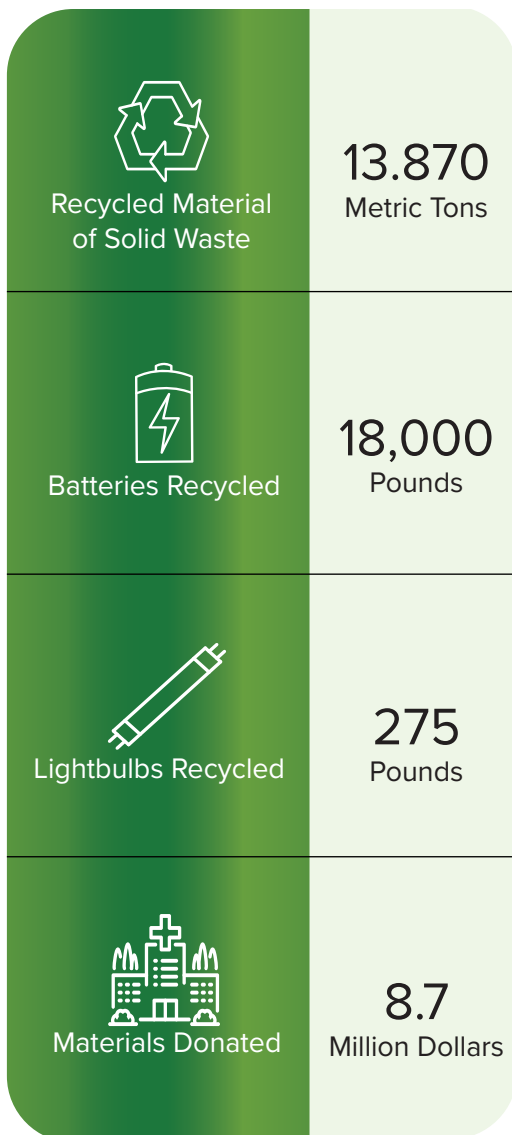 Recycled Material
of Solid Waste
13.870
Metric Tons
Batteries Recycled
18,000
Pounds
Lightbulbs Recycled
275
Pounds
Materials Donated
8.7
Million Dollars